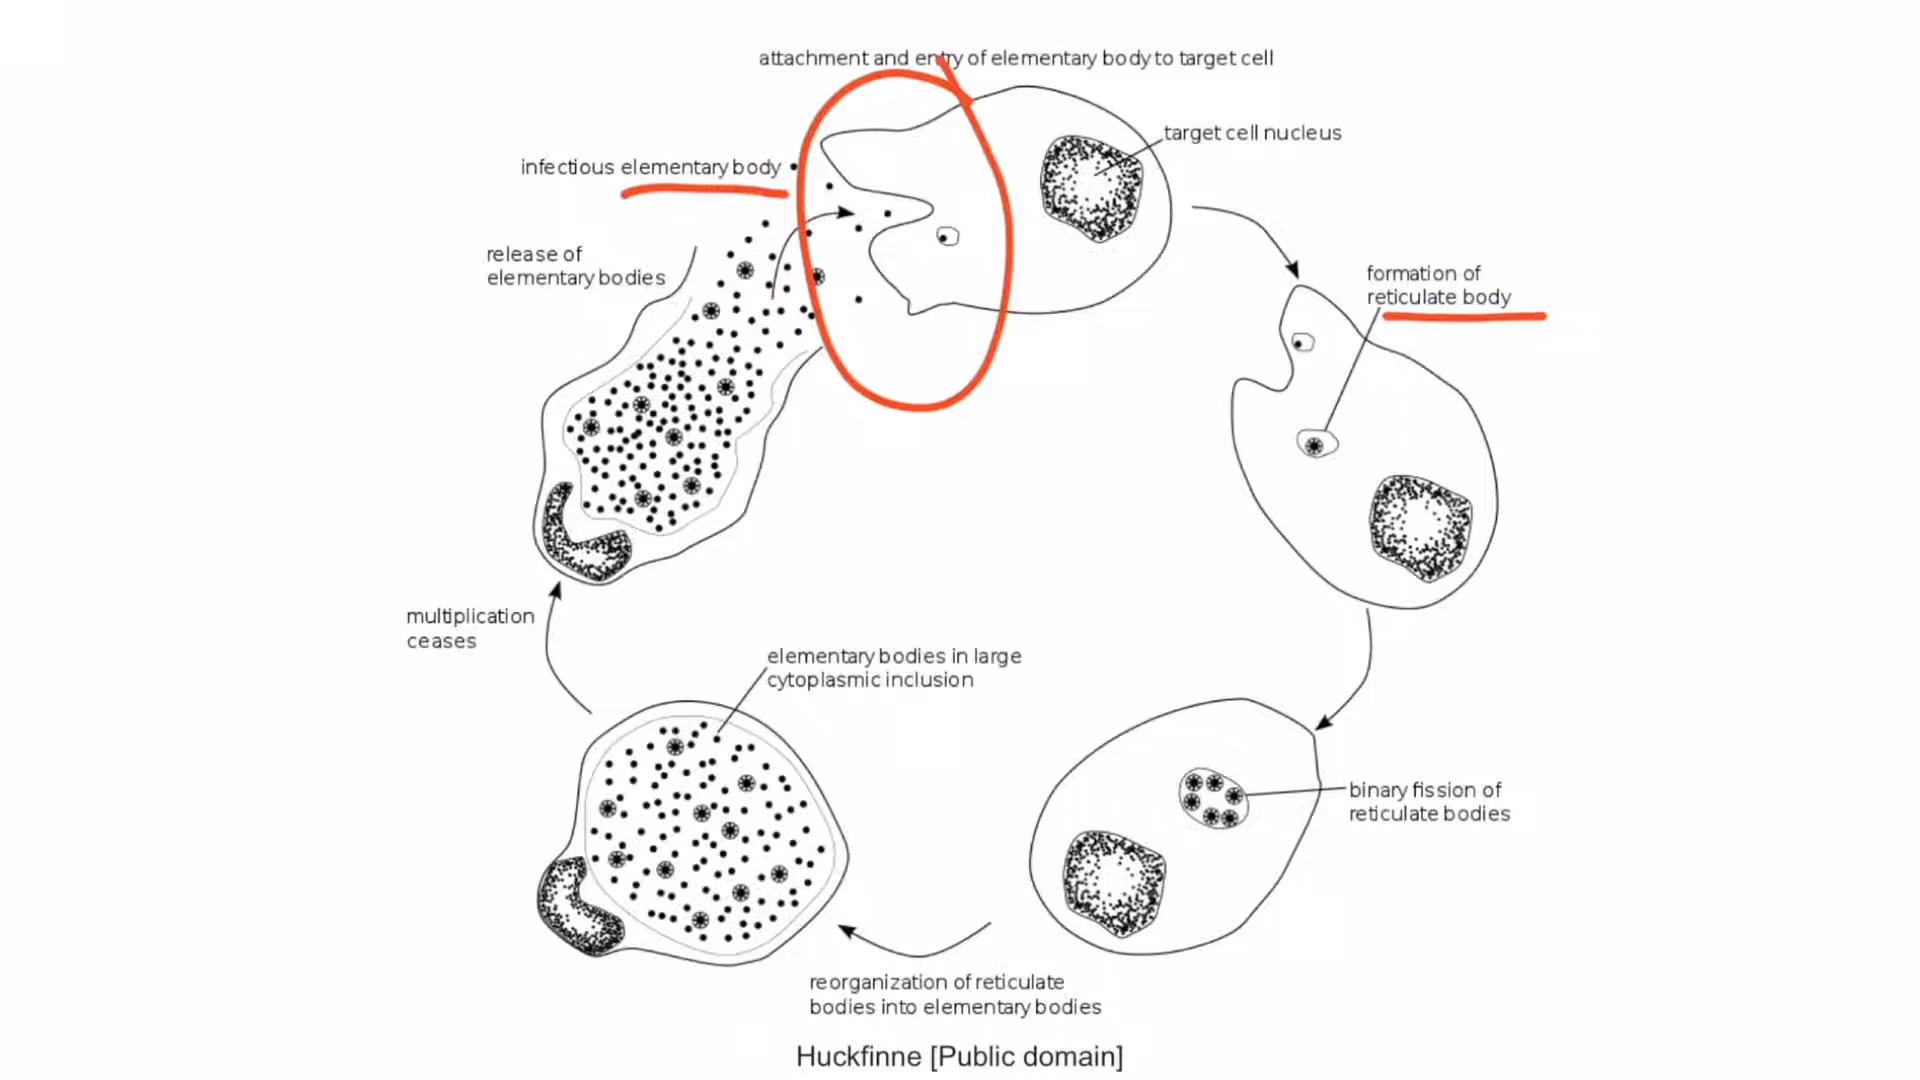 attachment and entry of elementary body to target cell
target cell nucleus
infectious elementary body
release of
elementary bodies
formation of
reticulate body
multiplication
ceases
elementary bodies in large
cytoplasmic inclusion
binary fission of
reticulate bodies
reorganization of reticulate
bodies into elementary bodies
Huckfinne [Public domain]